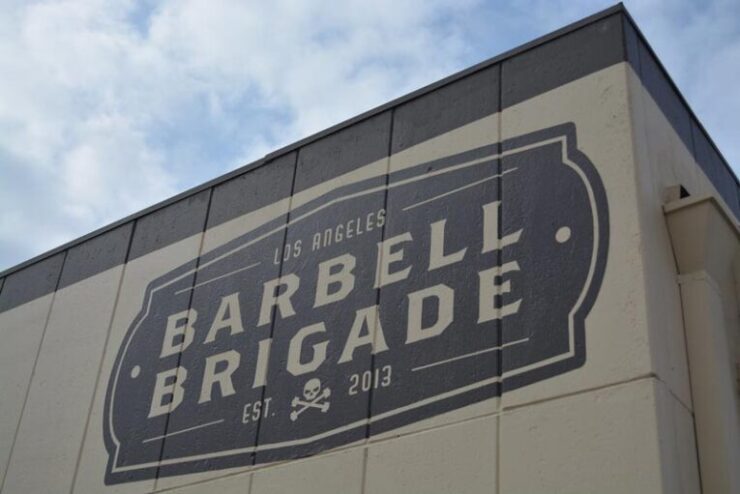 LOS ANGELES
BARBELL
BRIGADE
EST. 2013